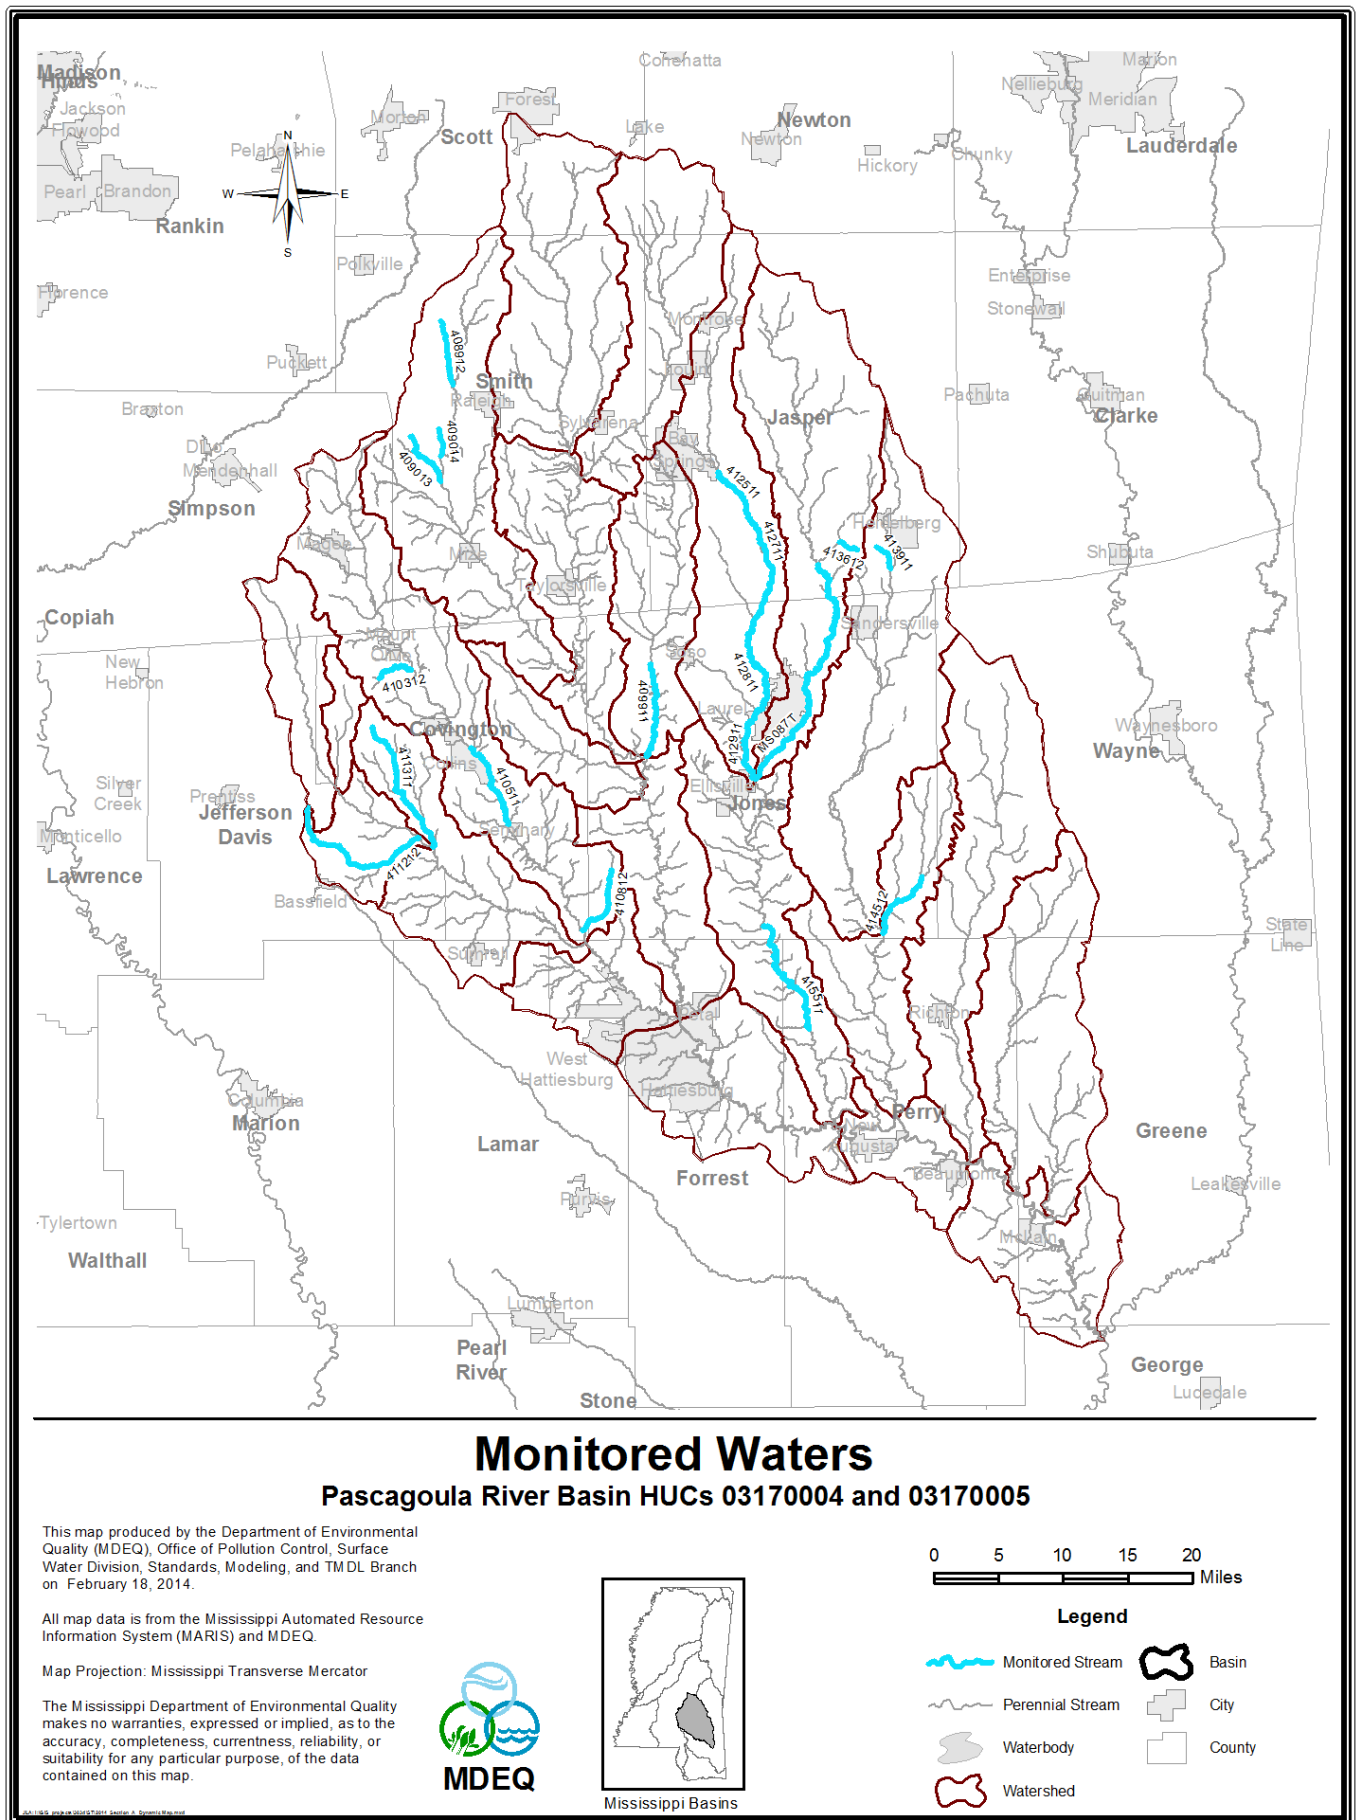 Conehatta
Marion
Madison
Hinds
Nellieburg
Jackson
Meridian
Forest
Morton
Flowood
Scott
Lake
Newton
Newton
Lauderdale
Pelahatchie
N
Hickory
Chunky
Pearl
Brandon
W
E
Rankin
S
Polkville
Enterprise
Florence
Stonewall
Montrose
408912
Puckett
Louin
Smith
Raleigh
Pachuta
Quitman
Clarke
Braxton
Jasper
Sylvarena
D'Lo
409014
Bay
Springs
Mendenhall
409013
412511
Simpson
Heidelberg
412711
Magee
Mize
413612
413911
Shubuta
Taylorsville
Copiah
Sandersville
Mount
Olive
New
Hebron
Soso
410312
412811
409911
Laurel
Waynesboro
Covington
MS087T
412911
Wayne
Collins
411311
Silver
Creek
Prentiss
410511
Ellisville
Jones
Jefferson
Davis
Seminary
Monticello
411212
Lawrence
410812
Bassfield
414512
State
Line
Sumrall
415511
Petal
Richton
West
Hattiesburg
Hattiesburg
Columbia
Marion
Perry
New
Augusta
Lamar
Greene
Forrest
Beaumont
Leakesville
Purvis
Tylertown
McLain
Walthall
Lumberton
Pearl
River
George
Stone
Lucedale
Monitored Waters
Pascagoula River Basin HUCs 03170004 and 03170005
This map produced by the Department of Environmental
Quality (MDEQ), Office of Pollution Control, Surface
Water Division, Standards, Modeling, and TMDL Branch
on February 18, 2014.
All map data is from the Mississippi Automated Resource
Information System (MARIS) and MDEQ.
Map Projection: Mississippi Transverse Mercator
The Mississippi Department of Environmental Quality
makes no warranties, expressed or implied, as to the
accuracy, completeness, currentness, reliability, or
suitability for any particular purpose, of the data
contained on this map.
MDEQ
Mississippi Basins
0 5 10 15 20
Miles
Legend
Monitored Stream
Basin
Perennial Stream
City
Waterbody
County
Watershed